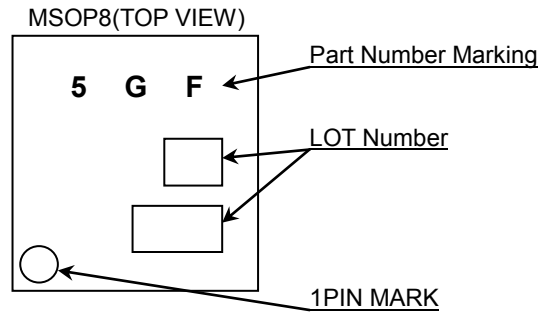 MSOP8(TOP VIEW)
Part Number Marking
5 G F
LOT Number
1PIN MARK